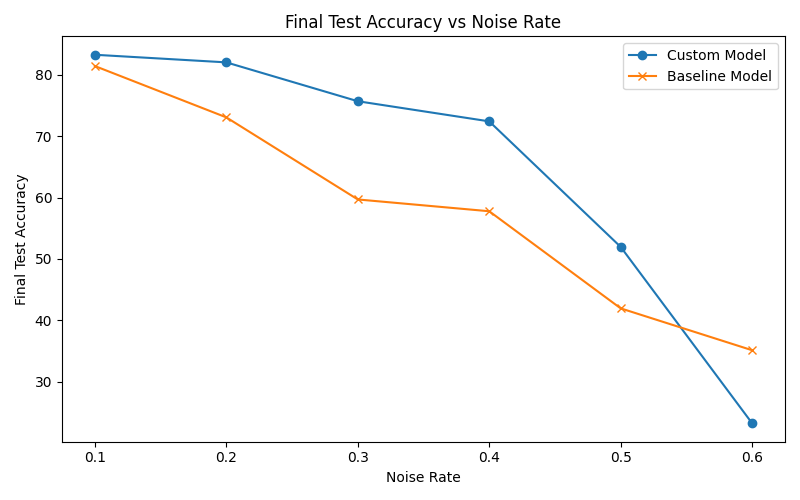 Final Test Accuracy vs Noise Rate
Custom Model
Baseline Model
Final Test Accuracy
80
70
60
50
40
30
0.1 0.2 0.3 0.4 0.5 0.6
Noise Rate